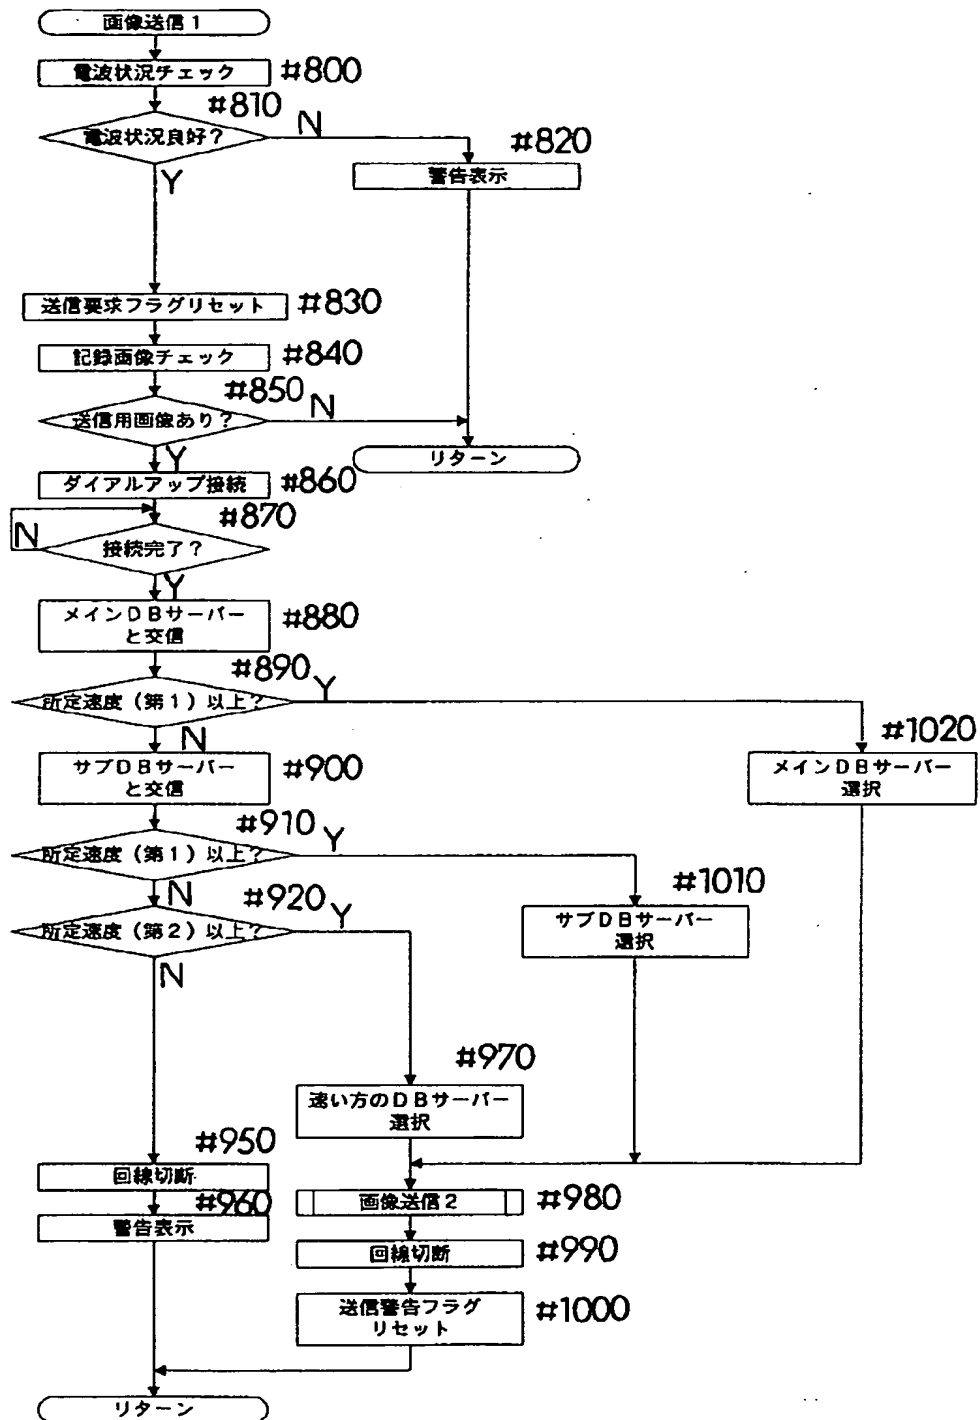 画像送信1
電波状況チェック #800
#810
電波状況良好? N
#820
警告表示
Y
送信要求フラグリセット #830
記録画像チェック #840
#850
送信用画像あり? N
リターン
Y
ダイアルアップ接続 #860
#870
N
接続完了?
Y
メインDBサーバー
と交信
#880
#890
所定速度(第1)以上? Y
N
#1020
メインDBサーバー
選択
サブDBサーバー
と交信
#900
#910
所定速度(第1)以上? Y
N
#1010
サブDBサーバー
選択
#920
所定速度(第2)以上? Y
N
#970
速い方のDBサーバー
選択
#950
回線切断
#960
警告表示
画像送信2 #980
回線切断 #990
送信警告フラグ
リセット
#1000
リターン